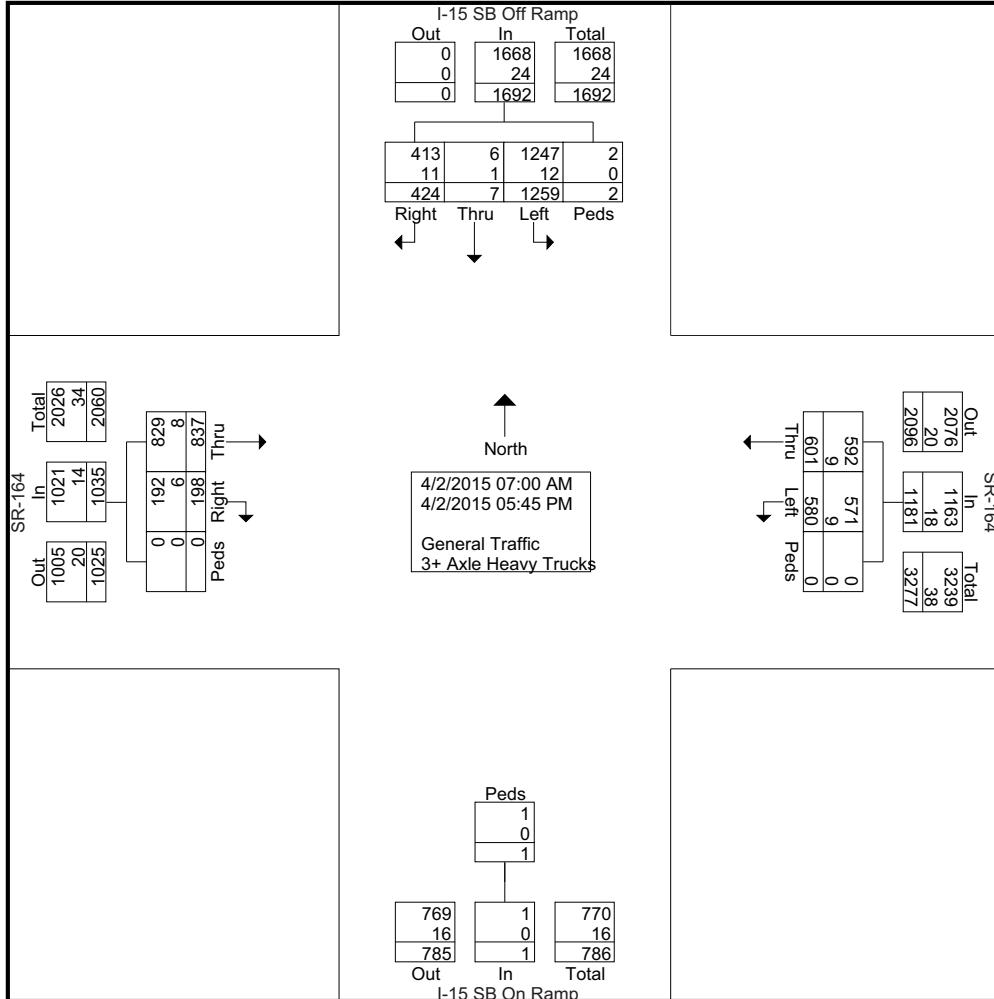 I-15 SB Off Ramp
Out In Total
0 1668 1668
0 24 24
0 1692 1692
413 6 1247 2
11 1 12 0
424 7 1259 2
Right Thru Left Peds
SR-164
Total In Out
2026 1021 1005
34 14 20
2060 1035 1025
829 192 0
8 6 0
837 198 0
Thru Right Peds
North
4/2/2015 07:00 AM
4/2/2015 05:45 PM
General Traffic
3+ Axle Heavy Trucks
SR-164
Out In Total
2076 1163 3239
20 18 38
2096 1181 3277
592 571 0
9 9 0
601 580 0
Thru Left Peds
Peds
1
0
1
769 1 770
16 0 16
785 1 786
Out In Total
I-15 SB On Ramp